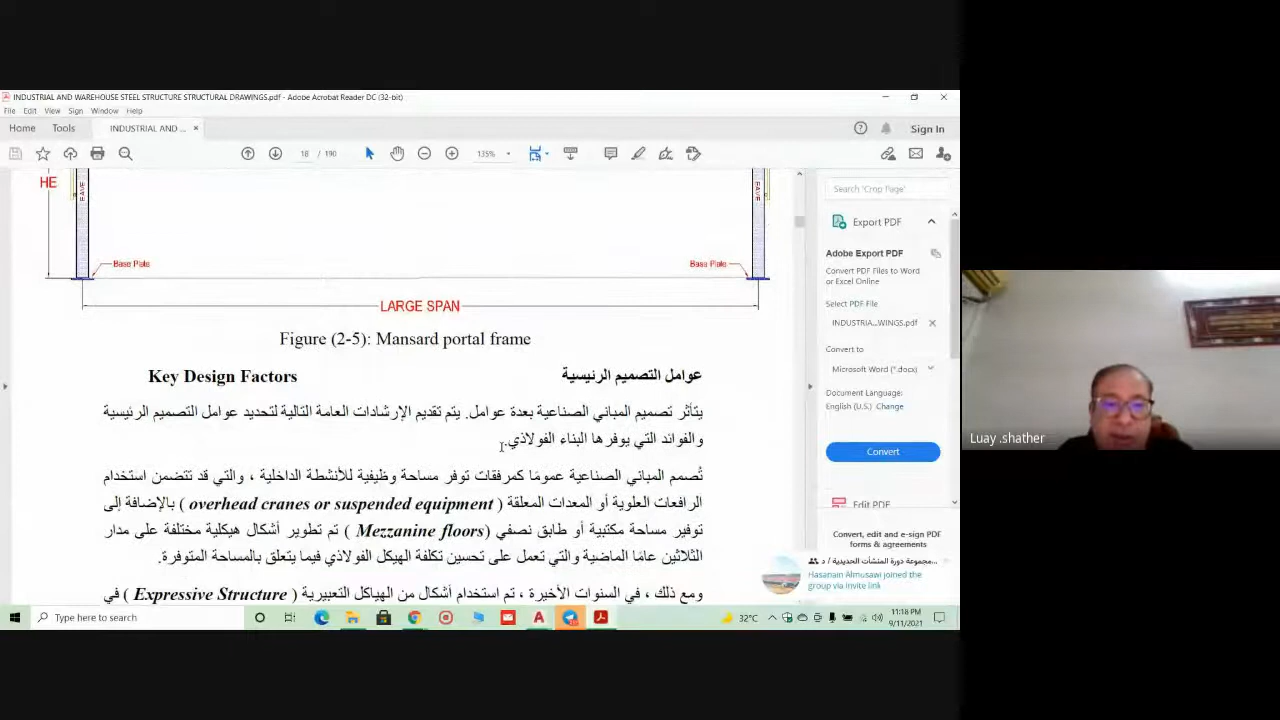 INDUSTRIAL AND WAREHOUSE STEEL STRUCTURE STRUCTURAL DRAWINGS.pdf - Adobe Acrobat Reader DC (32-bit)
File Edit View Sign Window Help
Home Tools INDUSTRIAL AND ... × Sign In
18 / 190 135%
HE
EAVE EAVE
Base Plate Base Plate
LARGE SPAN
Figure (2-5): Mansard portal frame
عوامل التصميم الرئيسية Key Design Factors
يتأثر تصميم المباني الصناعية بعدة عوامل. يتم تقديم الإرشادات العامة التالية لتحديد عوامل التصميم الرئيسية
والفوائد التي يوفرها البناء الفولاذي.
تُصمم المباني الصناعية عمومًا كمرفقات توفر مساحة وظيفية للأنشطة الداخلية ، والتي قد تتضمن استخدام
الرافعات العلوية أو المعدات المعلقة ( overhead cranes or suspended equipment ) بالإضافة إلى
توفير مساحة مكتبية أو طابق نصفي (Mezzanine floors ) تم تطوير أشكال هيكلية مختلفة على مدار
الثلاثين عامًا الماضية والتي تعمل على تحسين تكلفة الهيكل الفولاذي فيما يتعلق بالمساحة المتوفرة.
ومع ذلك ، في السنوات الأخيرة ، تم استخدام أشكال من الهياكل التعبيرية ( Expressive Structure ) في
Search 'Crop Page'
Export PDF
Adobe Export PDF
Convert PDF Files to Word
or Excel Online
Select PDF File
INDUSTRIA...WINGS.pdf ×
Convert to
Microsoft Word (*.docx)
Document Language:
English (U.S.) Change
Convert
Edit PDF
Convert, edit and e-sign PDF
forms & agreements
مجموعة دورة المنشأت الحديدية / د...
Hasanain Almusawi joined the
group via invite link
Type here to search
32°C
11:18 PM
9/11/2021
Luay .shather